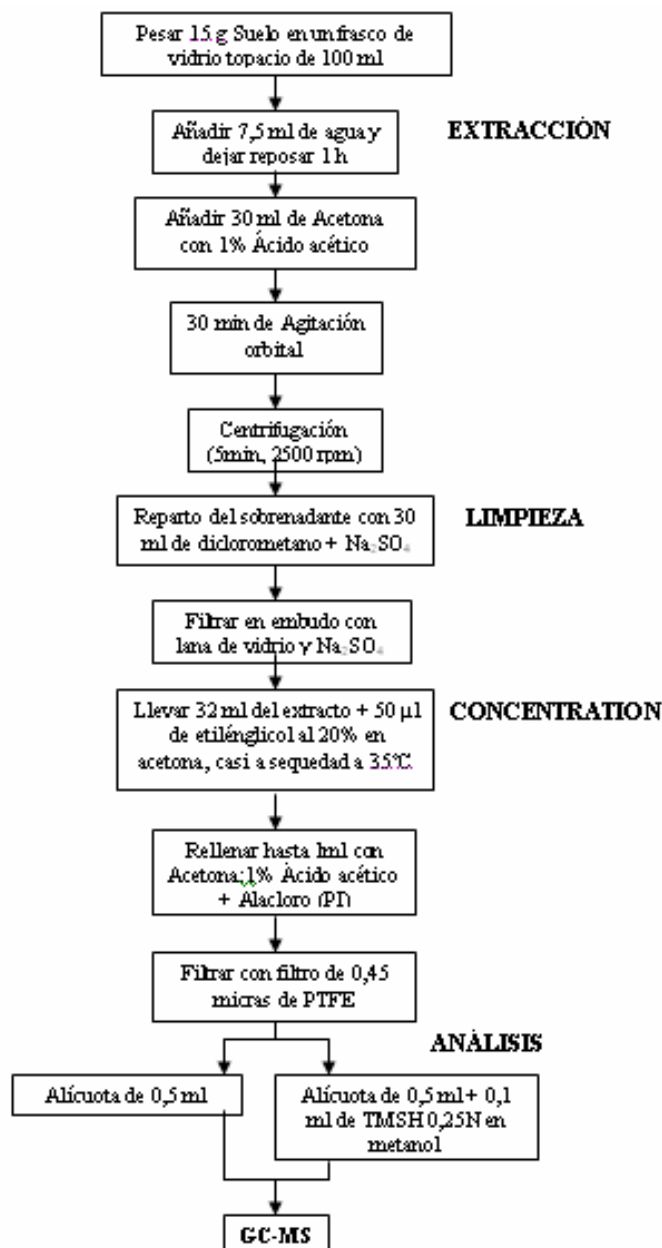 Pesar 15 g Suelo en un frasco de
vidrio topacio de 100 ml
Añadir 7,5 ml de agua y
dejar reposar 1 h
EXTRACCIÓN
Añadir 30 ml de Acetona
con 1% Ácido acético
30 min de Agitación
orbital
Centrifugación
(5min, 2500 rpm)
Reparto del sobrenadante con 30
ml de diclorometano + Na₂SO₄
LIMPIEZA
Filtrar en embudo con
lana de vidrio y Na₂SO₄
Llevar 32 ml del extracto + 50 µl
de etilénglicol al 20% en
acetona, casi a sequedad a 35ºC.
CONCENTRATION
Rellenar hasta 1ml con
Acetona:1% Ácido acético
+ Alacloro (PI)
Filtrar con filtro de 0,45
micras de PTFE
ANÁLISIS
Alícuota de 0,5 ml
Alícuota de 0,5 ml + 0,1
ml de TMSH 0,25N en
metanol
GC-MS